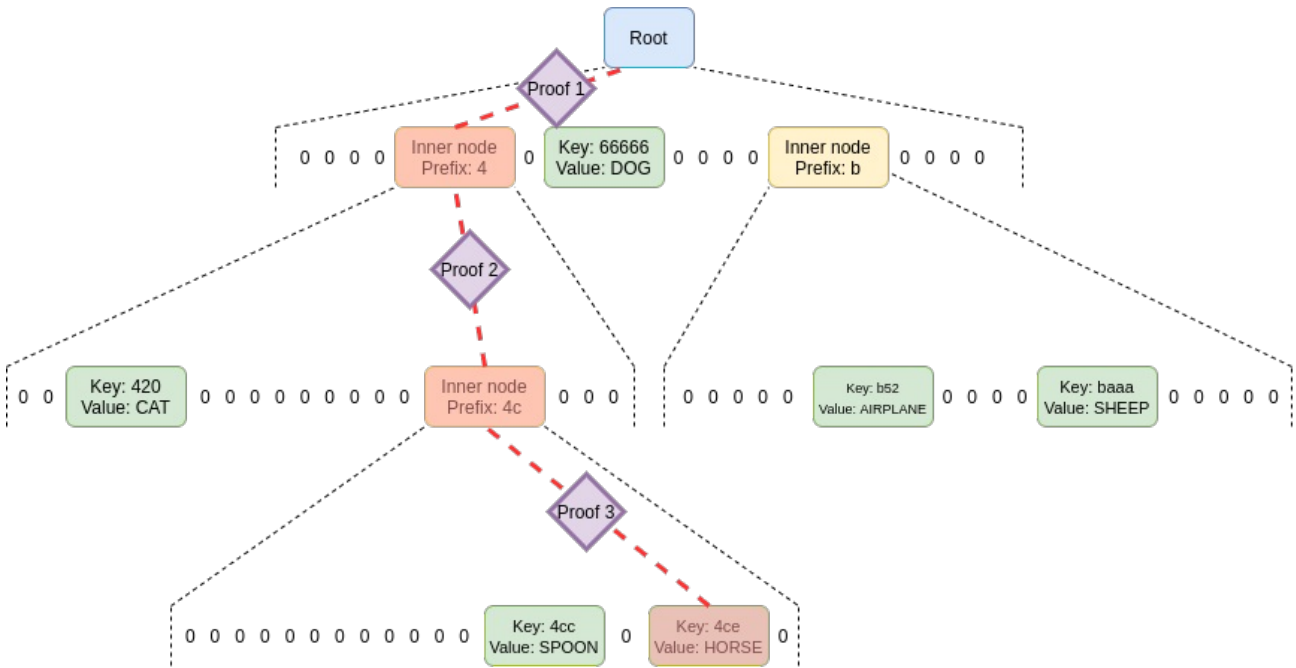 Root
Proof 1
0 0 0 0
Inner node
Prefix: 4
0
Key: 66666
Value: DOG
0 0 0 0
Inner node
Prefix: b
0 0 0 0
Proof 2
0 0
Key: 420
Value: CAT
0 0 0 0 0 0 0 0 0
Inner node
Prefix: 4c
0 0 0
0 0 0 0 0
Key: b52
Value: AIRPLANE
0 0 0 0
Key: baaa
Value: SHEEP
0 0 0 0 0
Proof 3
0 0 0 0 0 0 0 0 0 0 0 0
Key: 4cc
Value: SPOON
0
Key: 4ce
Value: HORSE
0